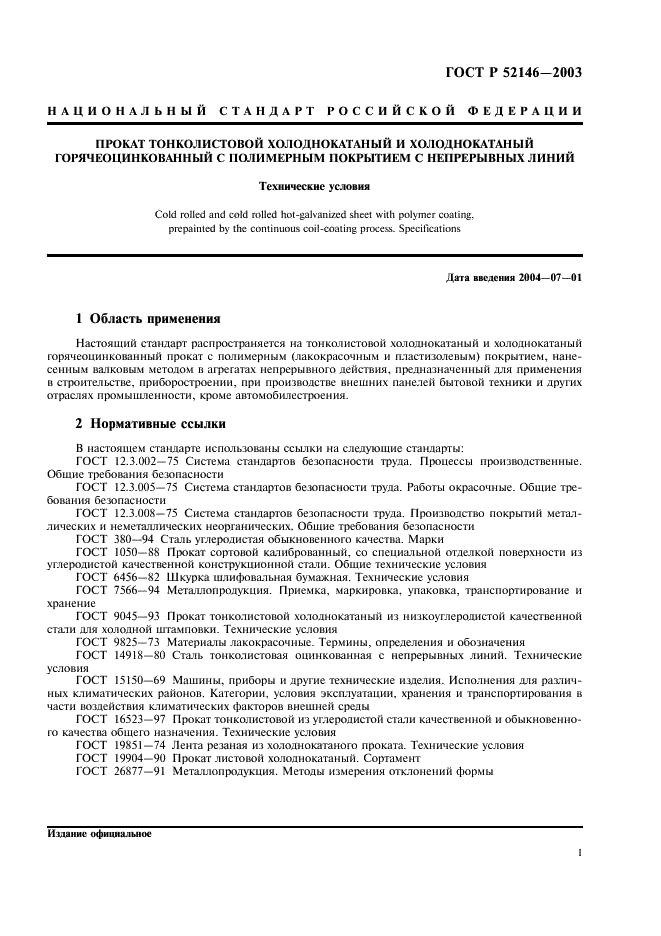 ГОСТ Р 52146—2003
НАЦИОНАЛЬНЫЙ СТАНДАРТ РОССИЙСКОЙ ФЕДЕРАЦИИ
ПРОКАТ ТОНКОЛИСТОВОЙ ХОЛОДНОКАТАНЫЙ И ХОЛОДНОКАТАНЫЙ
ГОРЯЧЕОЦИНКОВАННЫЙ С ПОЛИМЕРНЫМ ПОКРЫТИЕМ С НЕПРЕРЫВНЫХ ЛИНИЙ
Технические условия
Cold rolled and cold rolled hot-galvanized sheet with polymer coating,
prepainted by the continuous coil-coating process. Specifications
Дата введения 2004—07—01
1 Область применения
Настоящий стандарт распространяется на тонколистовой холоднокатаный и холоднокатаный
горячеоцинкованный прокат с полимерным (лакокрасочным и пластизолевым) покрытием, нане-
сенным валковым методом в агрегатах непрерывного действия, предназначенный для применения
в строительстве, приборостроении, при производстве внешних панелей бытовой техники и других
отраслях промышленности, кроме автомобилестроения.
2 Нормативные ссылки
В настоящем стандарте использованы ссылки на следующие стандарты:
ГОСТ 12.3.002—75 Система стандартов безопасности труда. Процессы производственные.
Общие требования безопасности
ГОСТ 12.3.005—75 Система стандартов безопасности труда. Работы окрасочные. Общие тре-
бования безопасности
ГОСТ 12.3.008—75 Система стандартов безопасности труда. Производство покрытий метал-
лических и неметаллических неорганических. Общие требования безопасности
ГОСТ 380—94 Сталь углеродистая обыкновенного качества. Марки
ГОСТ 1050—88 Прокат сортовой калиброванный, со специальной отделкой поверхности из
углеродистой качественной конструкционной стали. Общие технические условия
ГОСТ 6456—82 Шкурка шлифовальная бумажная. Технические условия
ГОСТ 7566—94 Металлопродукция. Приемка, маркировка, упаковка, транспортирование и
хранение
ГОСТ 9045—93 Прокат тонколистовой холоднокатаный из низкоуглеродистой качественной
стали для холодной штамповки. Технические условия
ГОСТ 9825—73 Материалы лакокрасочные. Термины, определения и обозначения
ГОСТ 14918—80 Сталь тонколистовая оцинкованная с непрерывных линий. Технические
условия
ГОСТ 15150—69 Машины, приборы и другие технические изделия. Исполнения для различ-
ных климатических районов. Категории, условия эксплуатации, хранения и транспортирования в
части воздействия климатических факторов внешней среды
ГОСТ 16523—97 Прокат тонколистовой из углеродистой стали качественной и обыкновенно-
го качества общего назначения. Технические условия
ГОСТ 19851—74 Лента резаная из холоднокатаного проката. Технические условия
ГОСТ 19904—90 Прокат листовой холоднокатаный. Сортамент
ГОСТ 26877—91 Металлопродукция. Методы измерения отклонений формы
Издание официальное
1